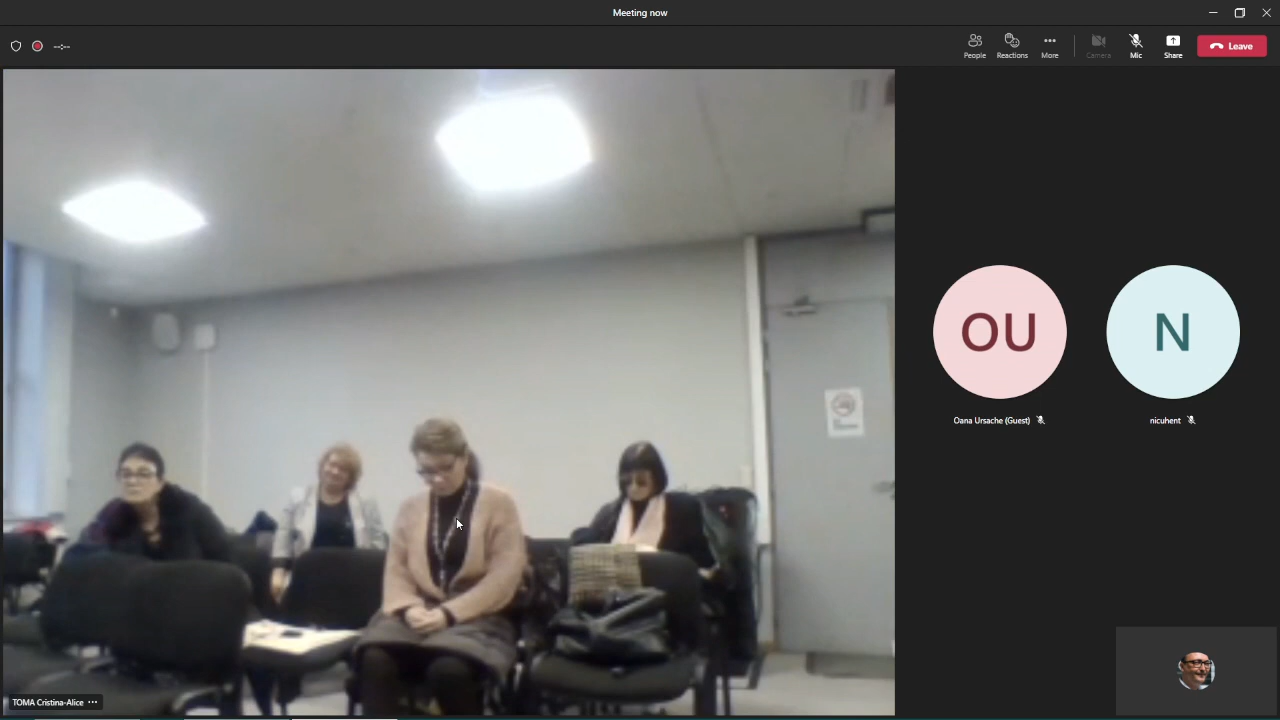 Meeting now
--:--
People
Reactions
More
Camera
Mic
Share
Leave
OU
N
Oana Ursache (Guest)
nicuhent
TOMA Cristina-Alice